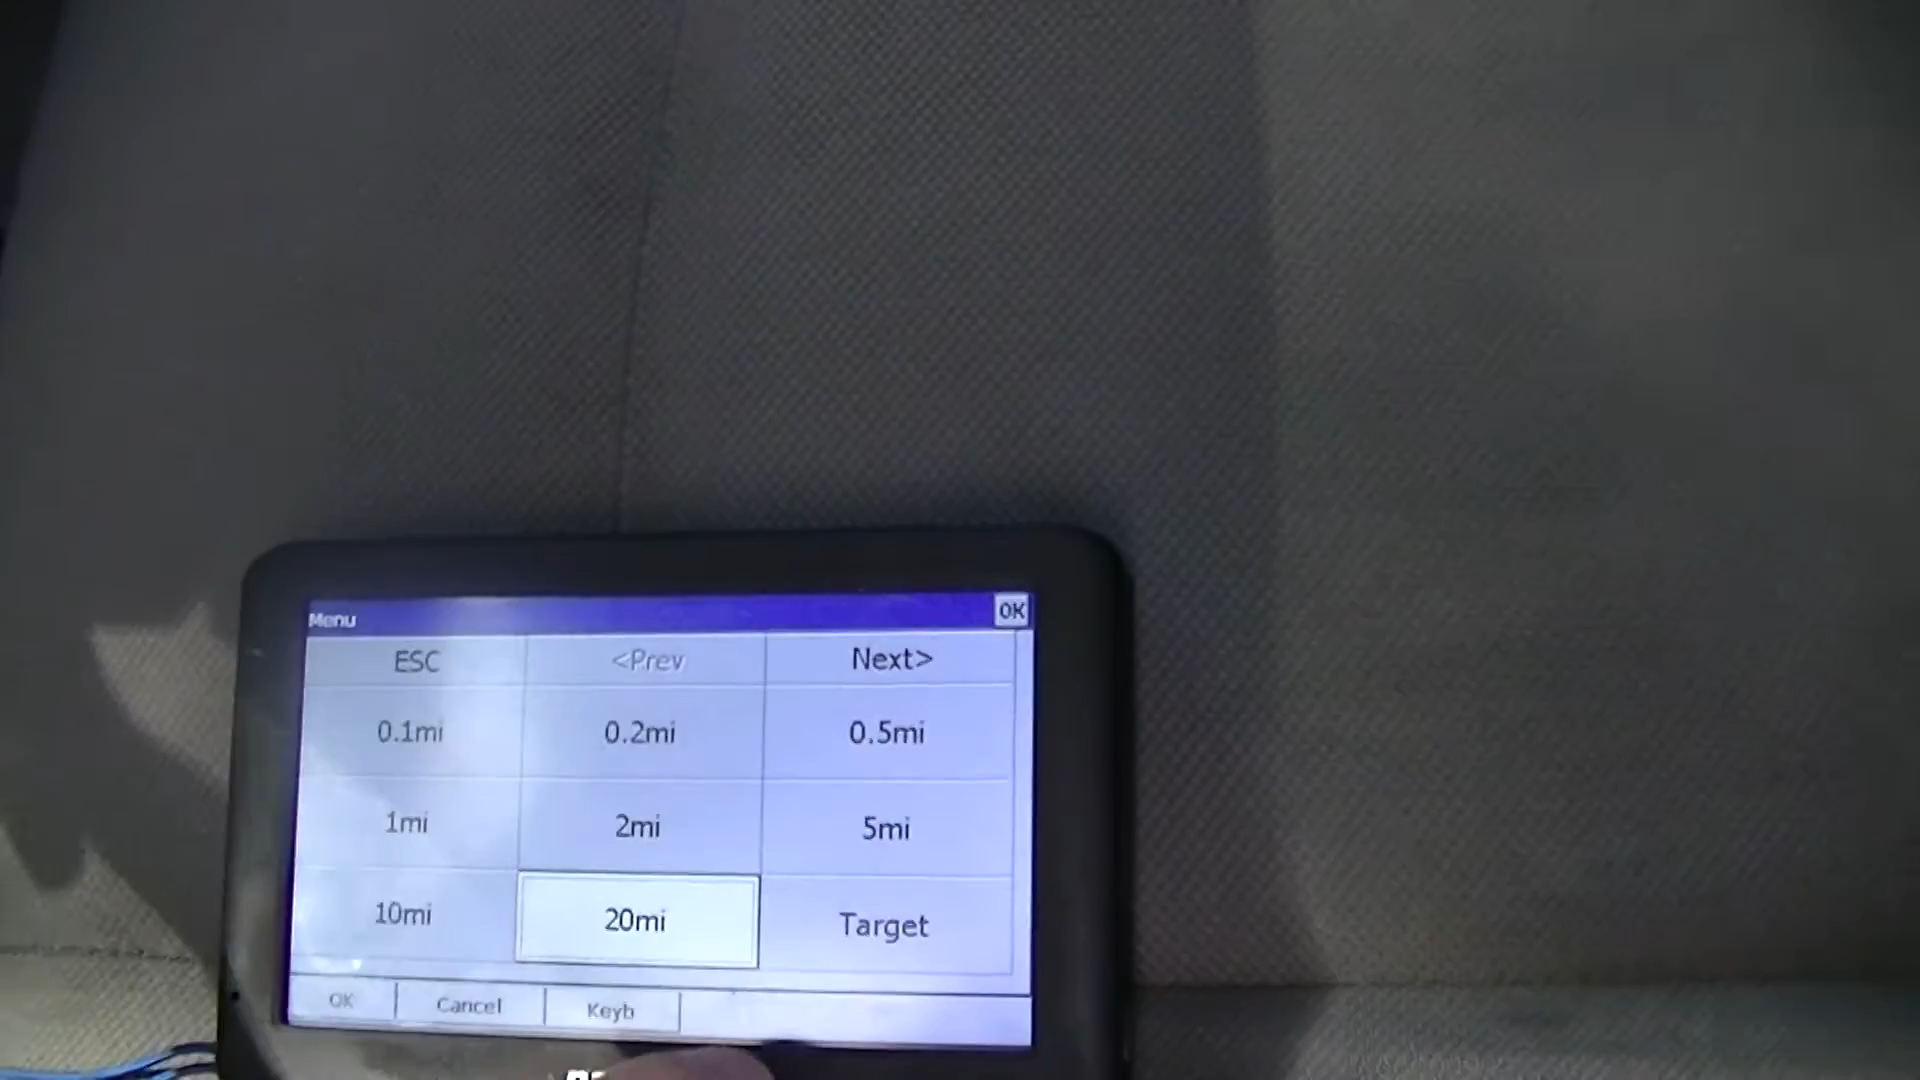 Menu OK
ESC <Prev Next>
0.1mi 0.2mi 0.5mi
1mi 2mi 5mi
10mi 20mi Target
OK Cancel Keyb